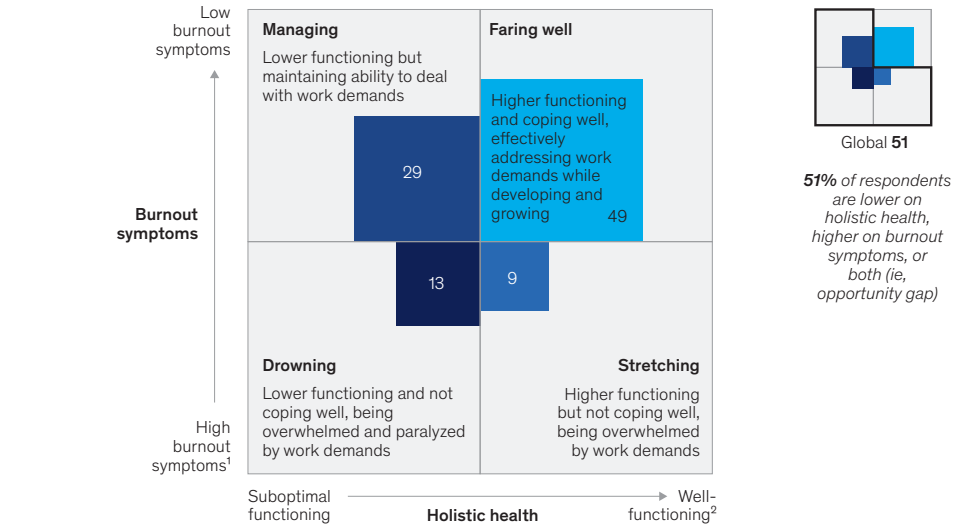 Low
burnout
symptoms
Burnout
symptoms
High
burnout
symptoms¹
Managing
Lower functioning but
maintaining ability to deal
with work demands
29
Faring well
Higher functioning
and coping well,
effectively
addressing work
demands while
developing and
growing 49
13
9
Drowning
Lower functioning and not
coping well, being
overwhelmed and paralyzed
by work demands
Stretching
Higher functioning
but not coping well,
being overwhelmed
by work demands
Suboptimal
functioning
Holistic health
Well-
functioning²
Global 51
51% of respondents
are lower on
holistic health,
higher on burnout
symptoms, or
both (ie,
opportunity gap)